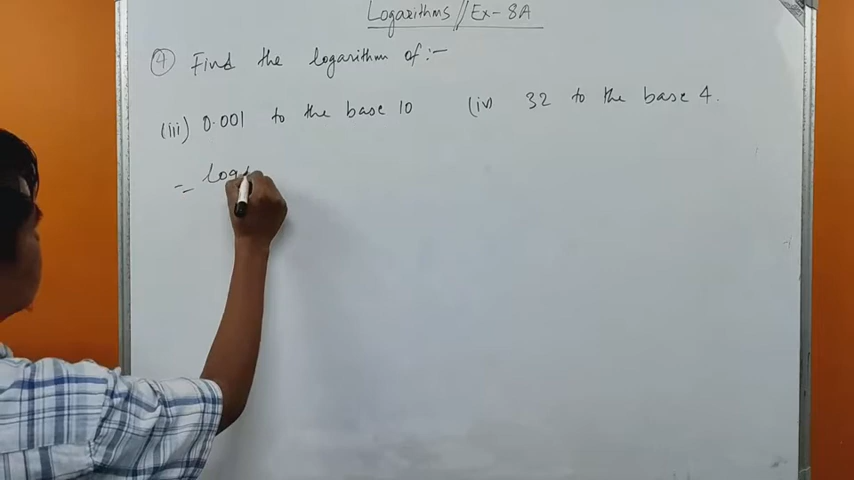 Logarithms // Ex-8A
④ Find the logarithm of :-
(iii) 0.001 to the base 10 (iv) 32 to the base 4.
= log